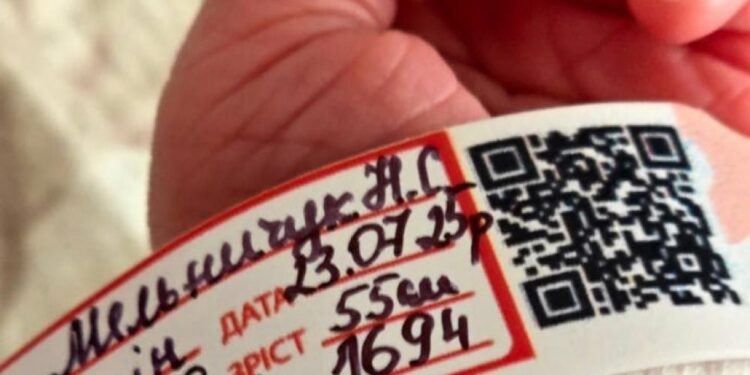 Мельничук Н.С
ДАТА 23.07 25р
ЗРІСТ 55см
1694